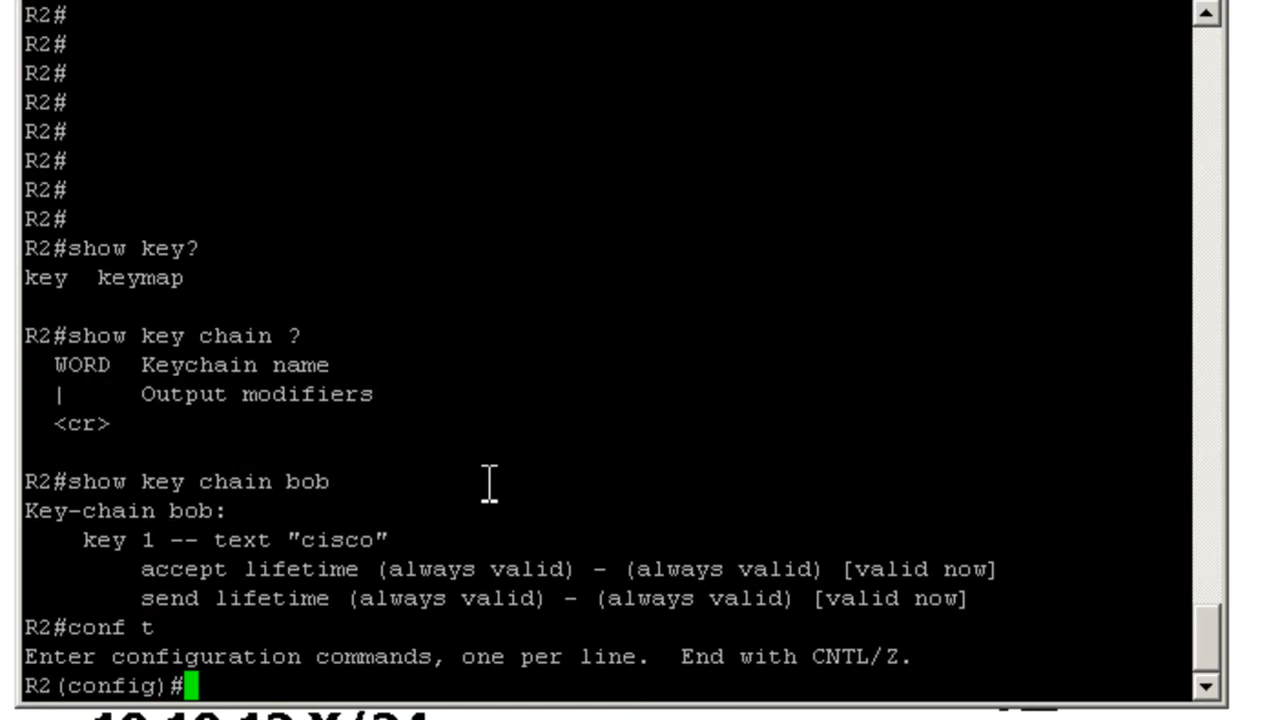 R2#
R2#
R2#
R2#
R2#
R2#
R2#
R2#
R2#show key?
key  keymap
R2#show key chain ?
  WORD  Keychain name
  |     Output modifiers
  <cr>
R2#show key chain bob
Key-chain bob:
    key 1 -- text "cisco"
        accept lifetime (always valid) - (always valid) [valid now]
        send lifetime (always valid) - (always valid) [valid now]
R2#conf t
Enter configuration commands, one per line.  End with CNTL/Z.
R2(config)#